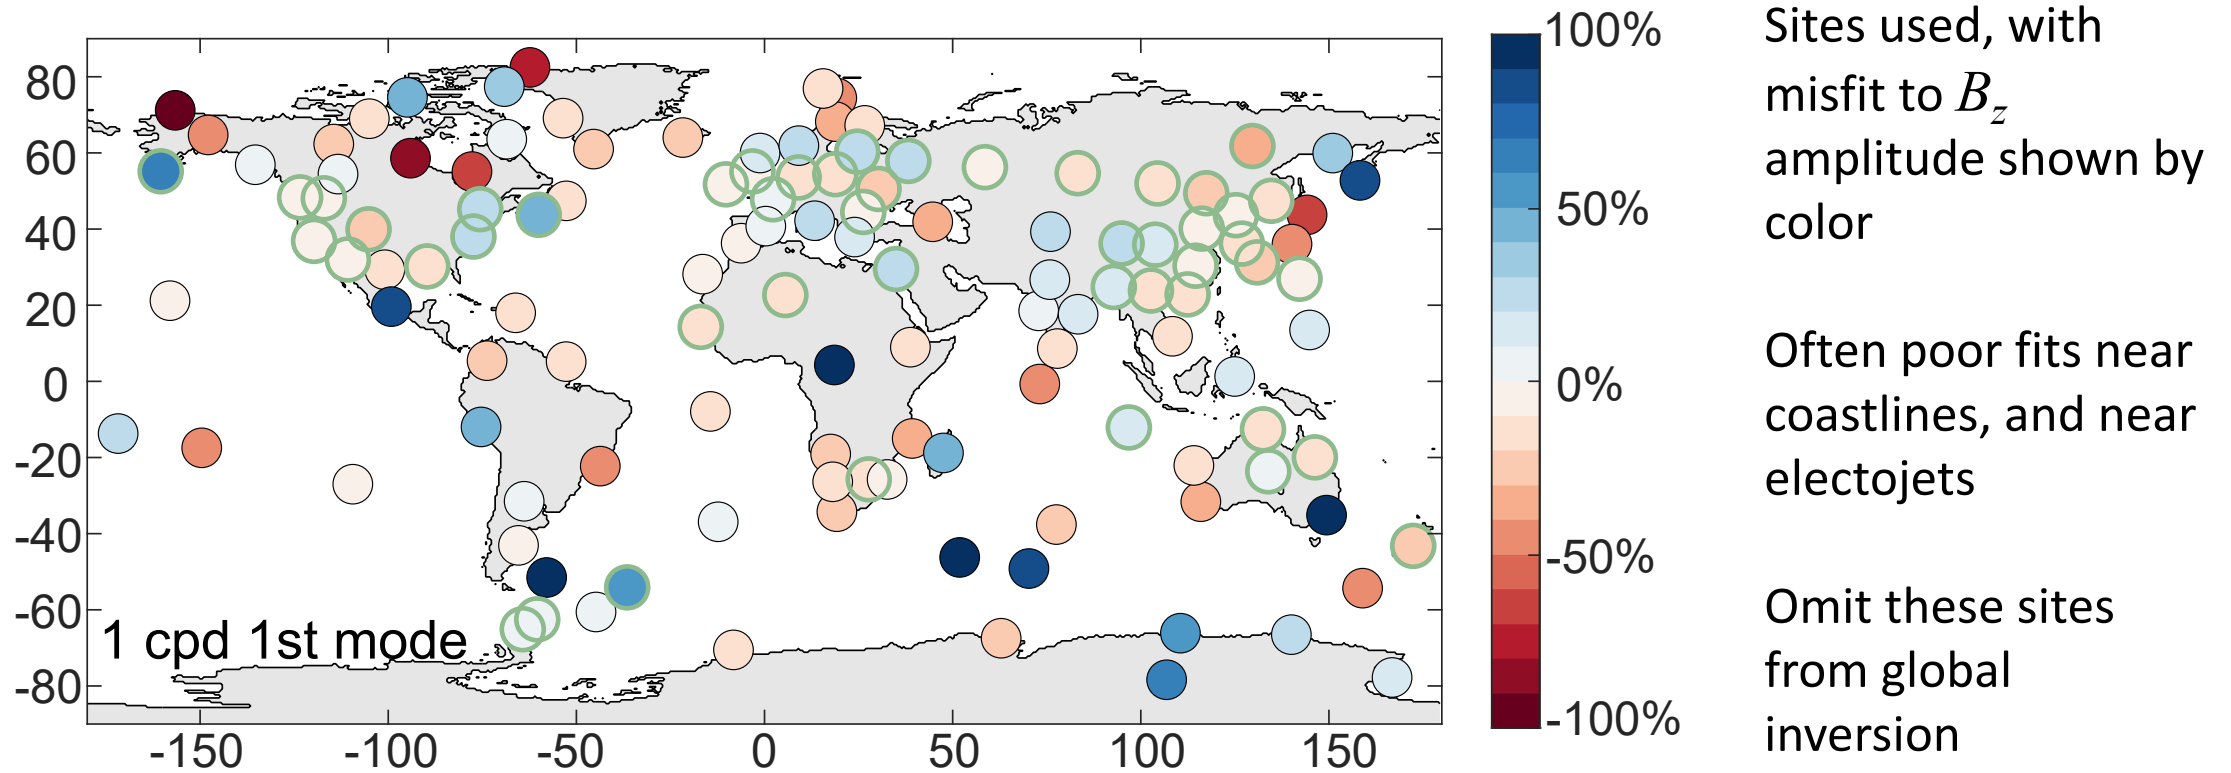 80
60
40
20
0
-20
-40
-60
-80
1 cpd 1st mode
-150
-100
-50
0
50
100
150
100%
50%
0%
-50%
-100%
Sites used, with
misfit to B_z
amplitude shown by
color
Often poor fits near
coastlines, and near
electojets
Omit these sites
from global
inversion